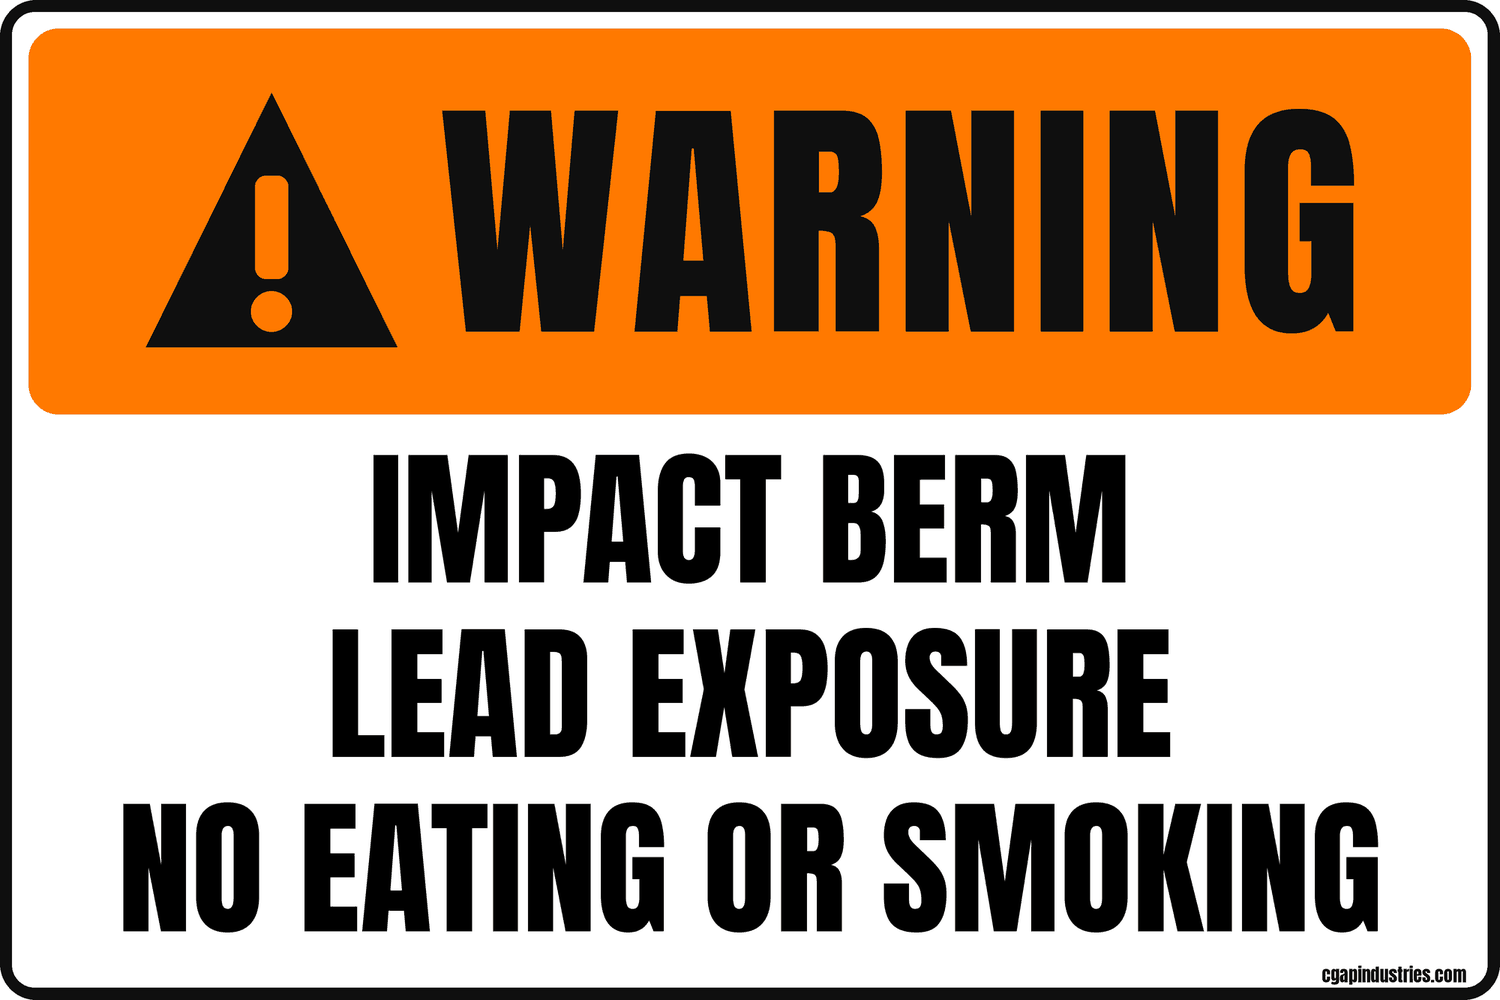 WARNING
IMPACT BERM
LEAD EXPOSURE
NO EATING OR SMOKING
cgapindustries.com